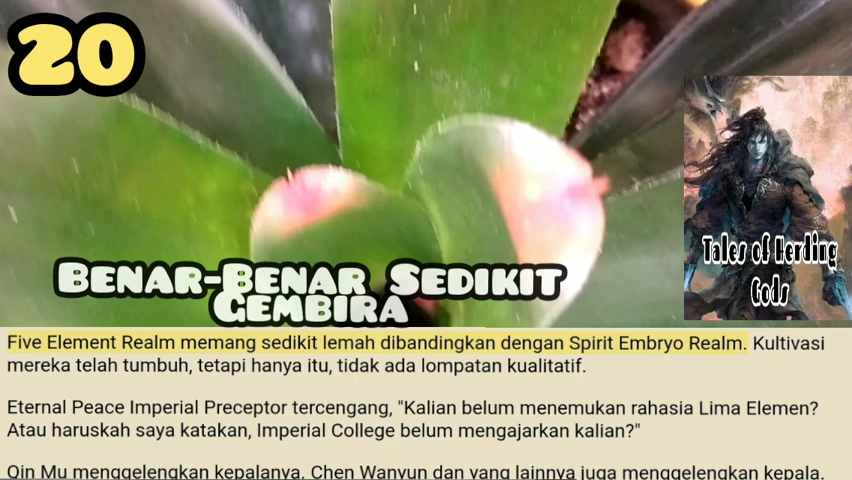 20
BENAR-BENAR SEDIKIT
GEMBIRA
Tales of Herding
Gods
Five Element Realm memang sedikit lemah dibandingkan dengan Spirit Embryo Realm. Kultivasi
mereka telah tumbuh, tetapi hanya itu, tidak ada lompatan kualitatif.
Eternal Peace Imperial Preceptor tercengang, "Kalian belum menemukan rahasia Lima Elemen?
Atau haruskah saya katakan, Imperial College belum mengajarkan kalian?"
Qin Mu menggelengkan kepalanya. Chen Wanyun dan yang lainnya juga menggelengkan kepala.